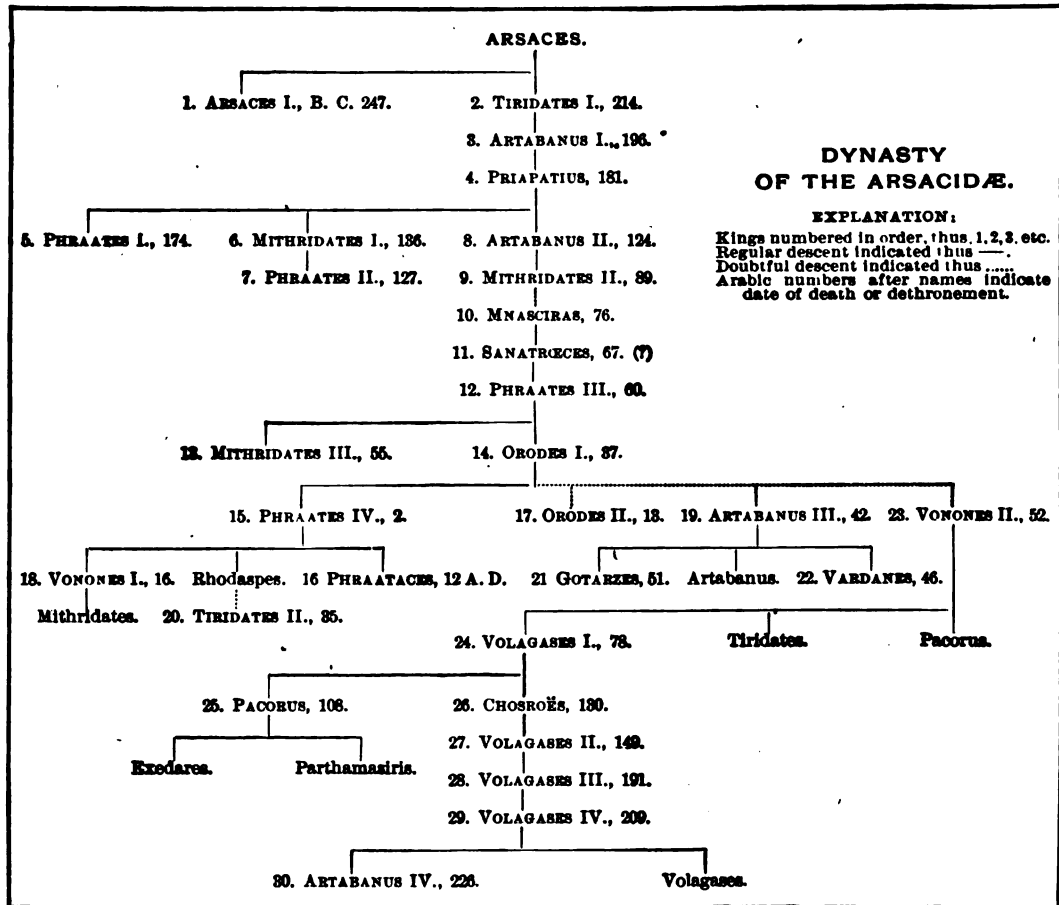 ARSACES.
1. ARSACES I., B. C. 247. 2. TIRIDATES I., 214.
3. ARTABANUS I., 196.
4. PRIAPATIUS, 181.
DYNASTY
OF THE ARSACIDÆ.
EXPLANATION:
Kings numbered in order, thus, 1, 2, 3, etc.
Regular descent indicated thus —.
Doubtful descent indicated thus ......
Arabic numbers after names indicate
date of death or dethronement.
5. PHRAATES I., 174. 6. MITHRIDATES I., 136. 8. ARTABANUS II., 124.
7. PHRAATES II., 127. 9. MITHRIDATES II., 89.
10. MNASCIRAS, 76.
11. SANATRŒCES, 67. (?)
12. PHRAATES III., 60.
13. MITHRIDATES III., 55. 14. ORODES I., 37.
15. PHRAATES IV., 2. 17. ORODES II., 18. 19. ARTABANUS III., 42. 23. VONONES II., 52.
18. VONONES I., 16. Rhodaspes. 16 PHRAATACES, 12 A. D. 21 GOTARZES, 51. Artabanus. 22. VARDANES, 46.
Mithridates. 20. TIRIDATES II., 35.
24. VOLAGASES I., 78. Tiridates. Pacorus.
25. PACORUS, 108. 26. CHOSROËS, 130.
27. VOLAGASES II., 149.
Exedares. Parthamasiris.
28. VOLAGASES III., 191.
29. VOLAGASES IV., 209.
30. ARTABANUS IV., 226. Volagases.